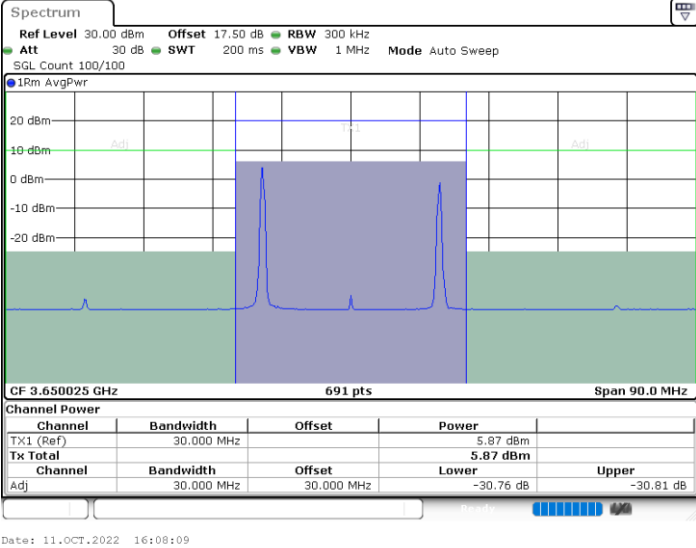 Spectrum
Ref Level 30.00 dBm Offset 17.50 dB RBW 300 kHz
Att 30 dB SWT 200 ms VBW 1 MHz Mode Auto Sweep
SGL Count 100/100
1Rm AvgPwr
20 dBm
TX1
Adj
Adj
10 dBm
0 dBm
-10 dBm
-20 dBm
CF 3.650025 GHz 691 pts Span 90.0 MHz
Channel Power
Channel Bandwidth Offset Power
TX1 (Ref) 30.000 MHz 5.87 dBm
Tx Total 5.87 dBm
Channel Bandwidth Offset Lower Upper
Adj 30.000 MHz 30.000 MHz -30.76 dB -30.81 dB
Ready
Date: 11.OCT.2022 16:08:09